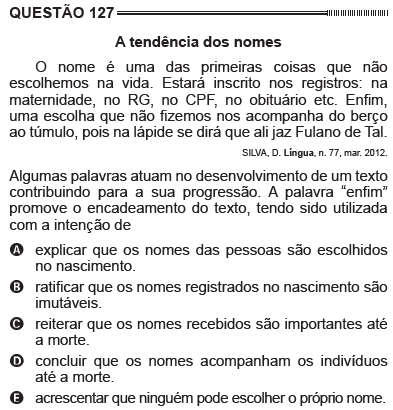 QUESTÃO 127
A tendência dos nomes
O nome é uma das primeiras coisas que não
escolhemos na vida. Estará inscrito nos registros: na
maternidade, no RG, no CPF, no obituário etc. Enfim,
uma escolha que não fizemos nos acompanha do berço
ao túmulo, pois na lápide se dirá que ali jaz Fulano de Tal.
SILVA, D. Língua, n. 77, mar. 2012.
Algumas palavras atuam no desenvolvimento de um texto
contribuindo para a sua progressão. A palavra “enfim”
promove o encadeamento do texto, tendo sido utilizada
com a intenção de
A explicar que os nomes das pessoas são escolhidos
no nascimento.
B ratificar que os nomes registrados no nascimento são
imutáveis.
C reiterar que os nomes recebidos são importantes até
a morte.
D concluir que os nomes acompanham os indivíduos
até a morte.
E acrescentar que ninguém pode escolher o próprio nome.